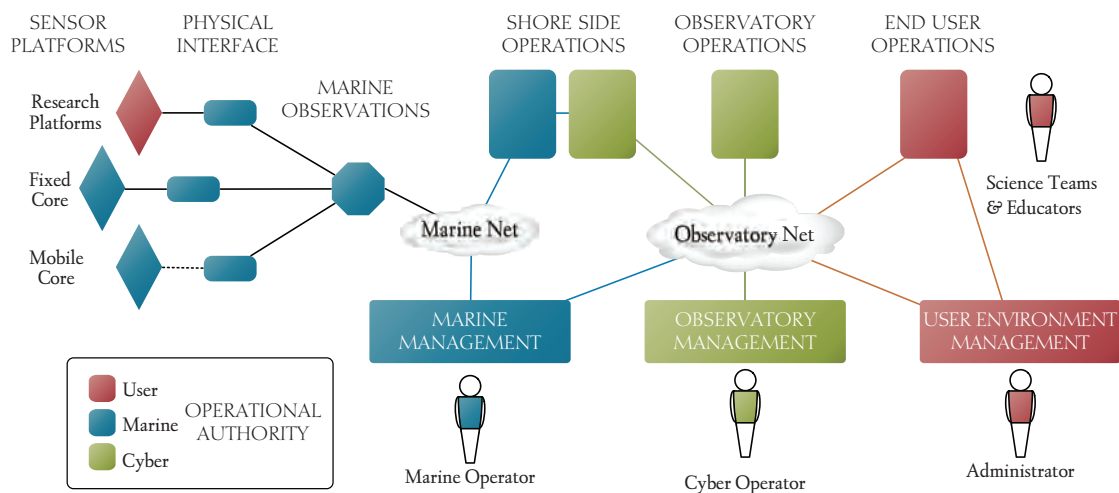 SENSOR
PLATFORMS
PHYSICAL
INTERFACE
MARINE
OBSERVATIONS
SHORE SIDE
OPERATIONS
OBSERVATORY
OPERATIONS
END USER
OPERATIONS
Research
Platforms
Fixed
Core
Mobile
Core
Marine Net
Observatory Net
Science Teams
& Educators
MARINE
MANAGEMENT
OBSERVATORY
MANAGEMENT
USER ENVIRONMENT
MANAGEMENT
User
Marine
Cyber
OPERATIONAL
AUTHORITY
Marine Operator
Cyber Operator
Administrator